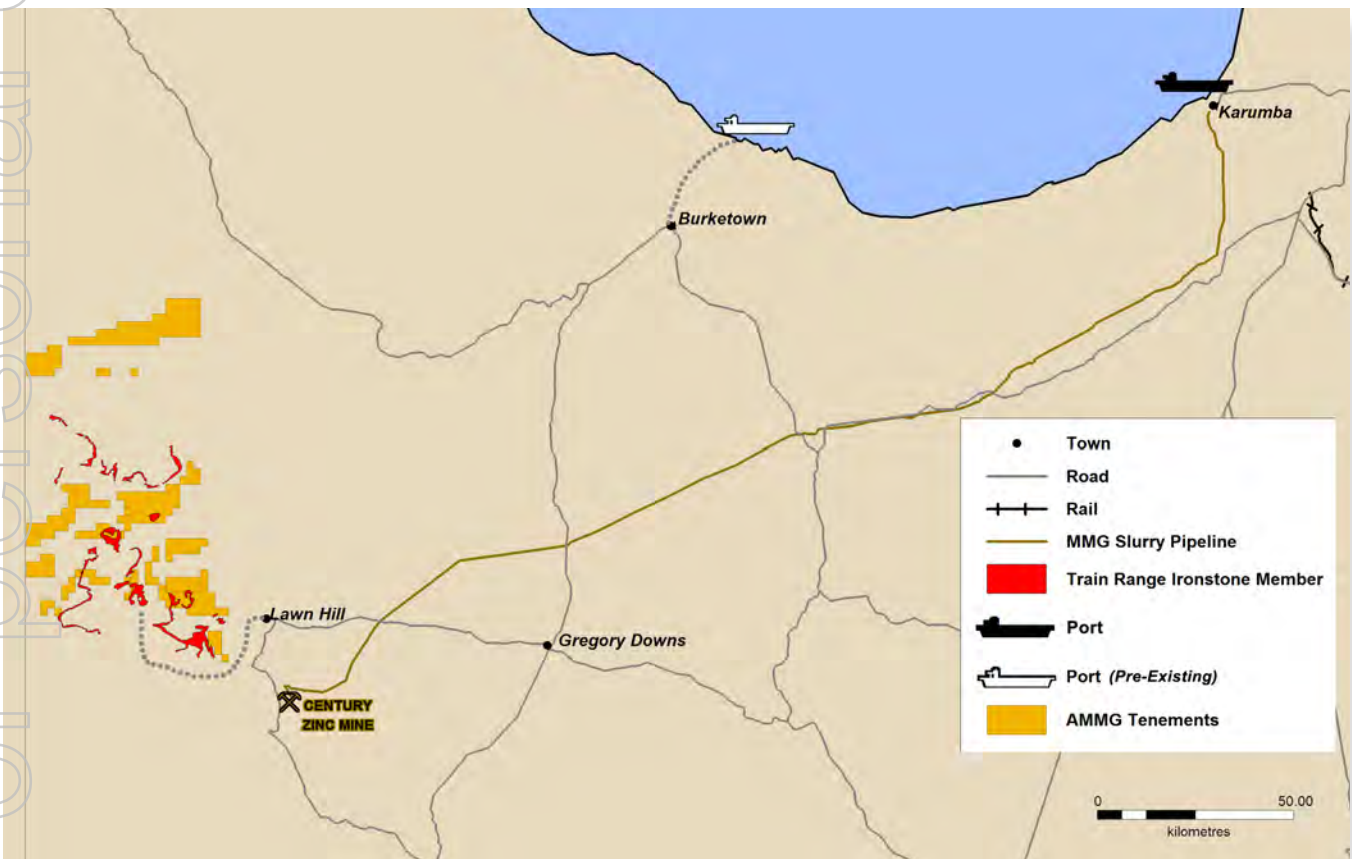 Karumba
Burketown
Lawn Hill
Gregory Downs
CENTURY
ZINC MINE
Town
Road
Rail
MMG Slurry Pipeline
Train Range Ironstone Member
Port
Port (Pre-Existing)
AMMG Tenements
0 50.00
kilometres